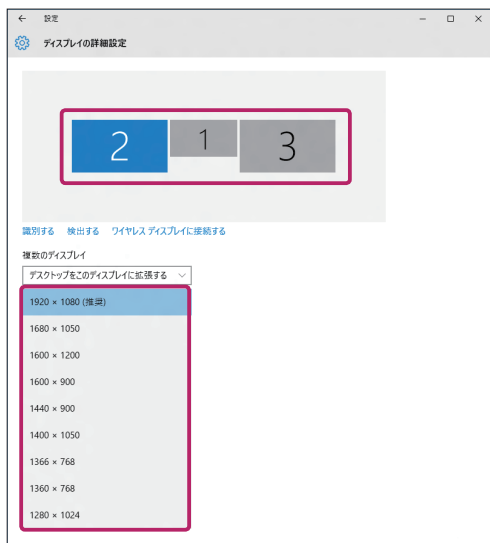 設定
ディスプレイの詳細設定
2 1 3
識別する 検出する ワイヤレス ディスプレイに接続する
複数のディスプレイ
デスクトップをこのディスプレイに拡張する
1920 × 1080 (推奨)
1680 × 1050
1600 × 1200
1600 × 900
1440 × 900
1400 × 1050
1366 × 768
1360 × 768
1280 × 1024